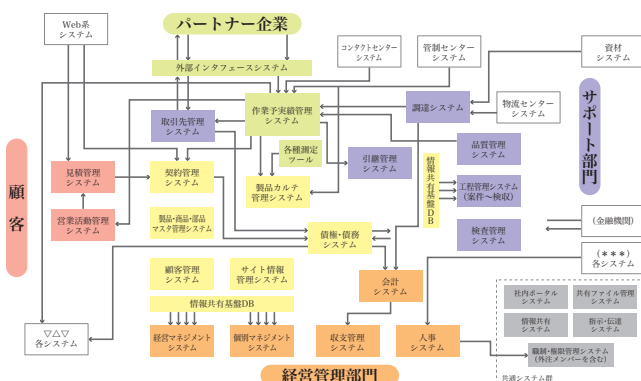 Web系
システム
パートナー企業
コンタクトセンター
システム
管制センター
システム
資材
システム
外部インタフェースシステム
取引先管理
システム
作業予実績管理
システム
調達システム
物流センター
システム
サポート部門
顧客
見積管理
システム
契約管理
システム
各種測定
ツール
製品カルテ
管理システム
引継管理
システム
情報共有基盤DB
品質管理
システム
工程管理システム
(案件〜検収)
営業活動管理
システム
製品・商品・部品
マスタ管理システム
債権・債務
システム
検査管理
システム
(金融機関)
(***)
各システム
顧客管理
システム
サイト情報
管理システム
会計
システム
情報共有基盤DB
社内ポータル
システム
共有ファイル管理
システム
情報共有
システム
指示・伝達
システム
▽△▽
各システム
経営マネジメント
システム
個別マネジメント
システム
収支管理
システム
人事
システム
職制・権限管理システム
(外注メンバーを含む)
経営管理部門
共通システム群